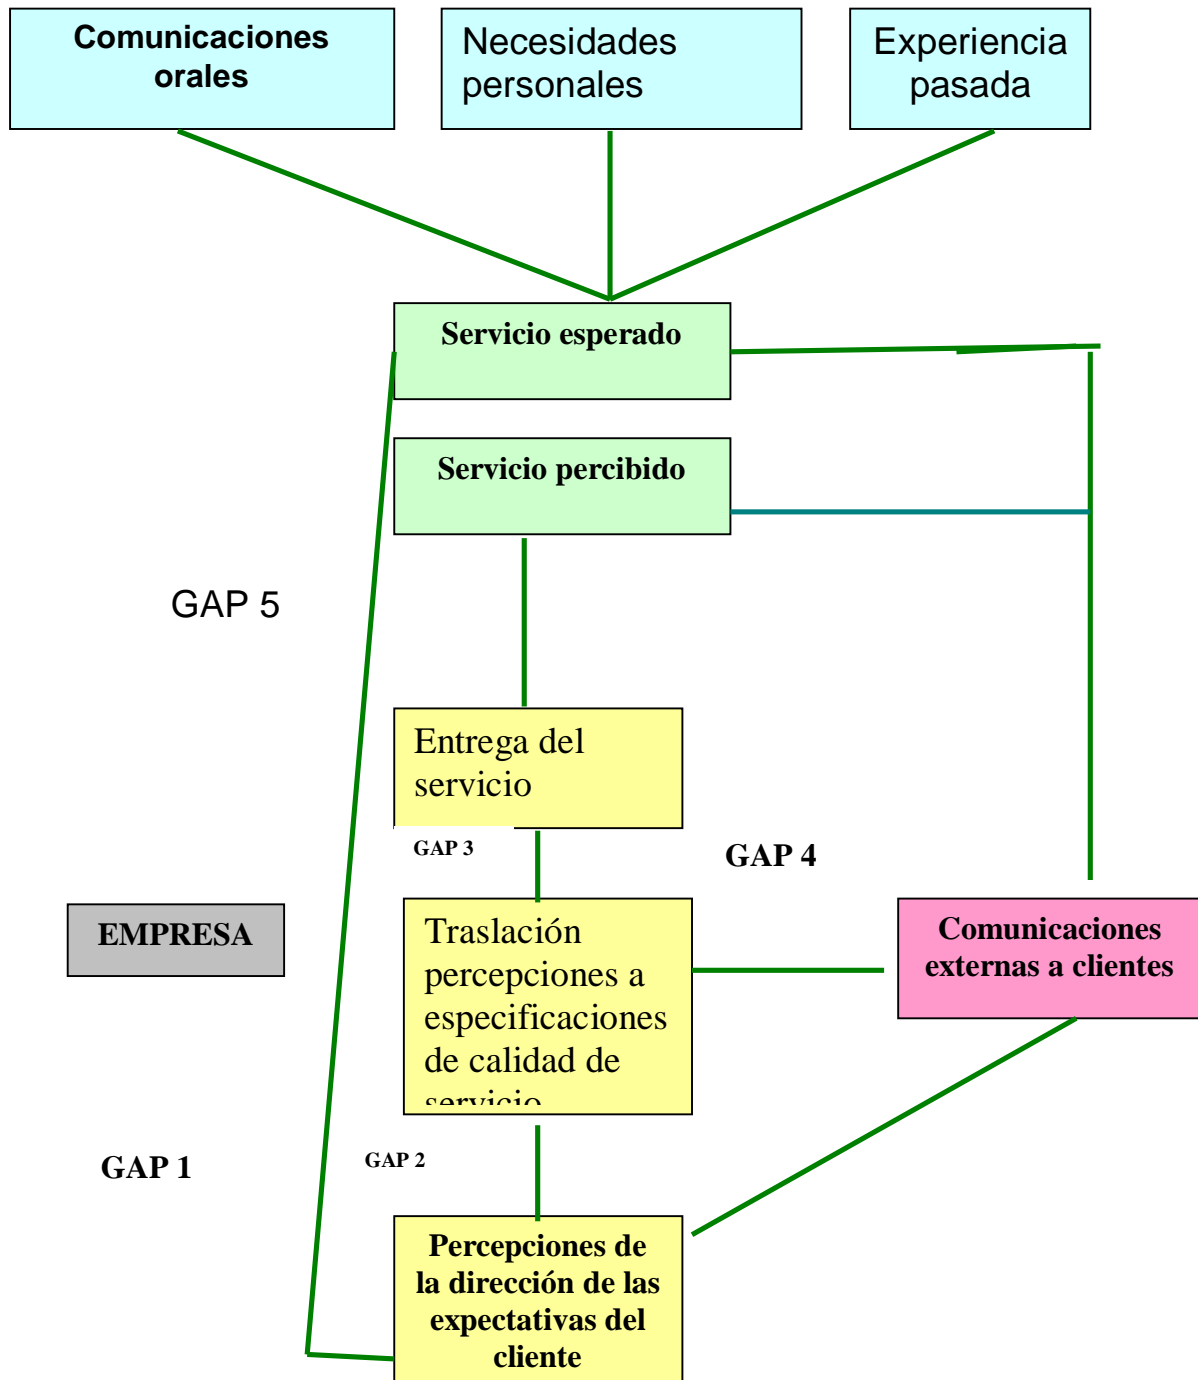 Comunicaciones
orales
Necesidades
personales
Experiencia
pasada
Servicio esperado
Servicio percibido
GAP 5
Entrega del
servicio
GAP 3
GAP 4
EMPRESA
Traslación
percepciones a
especificaciones
de calidad de
servicio
Comunicaciones
externas a clientes
GAP 1
GAP 2
Percepciones de
la dirección de las
expectativas del
cliente